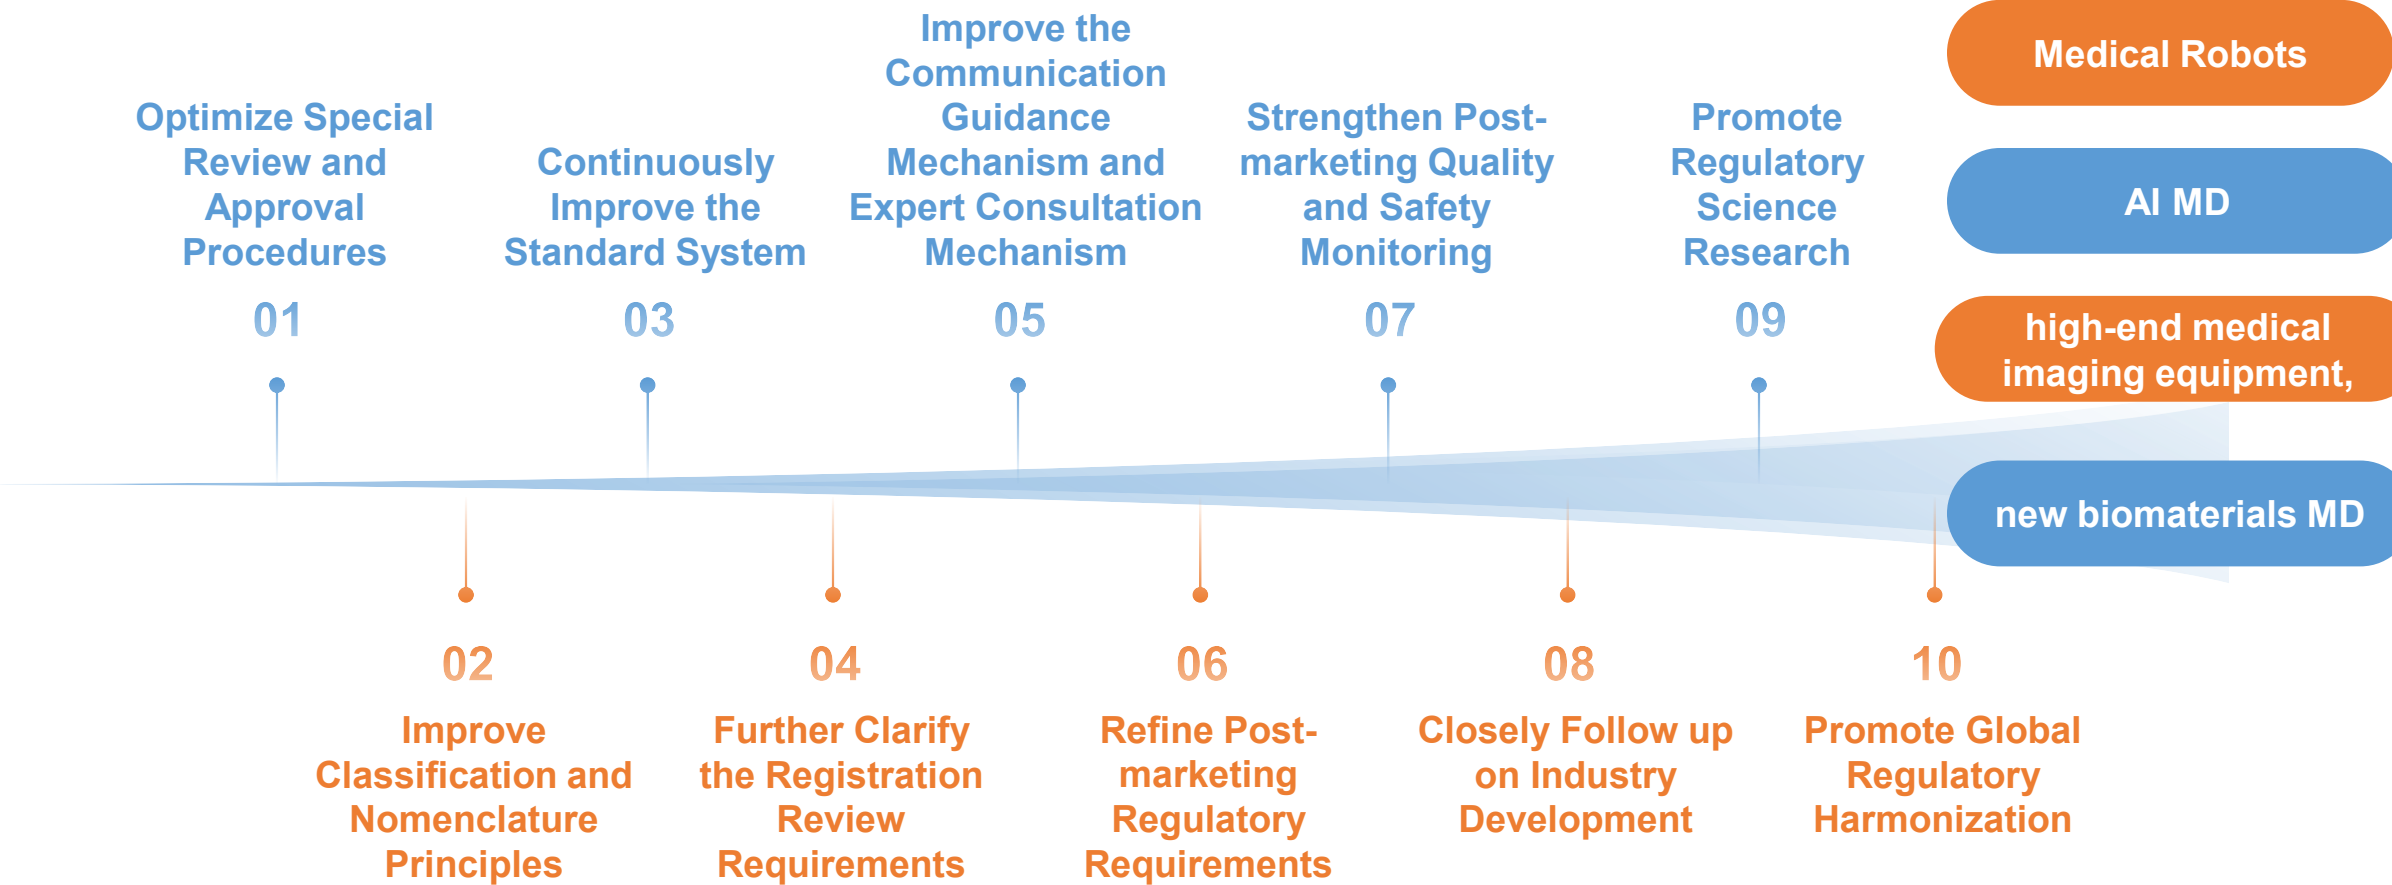 Optimize Special
Review and
Approval
Procedures
01
Improve
Classification and
Nomenclature
Principles
02
Continuously
Improve the
Standard System
03
Further Clarify
the Registration
Review
Requirements
04
Improve the
Communication
Guidance
Mechanism and
Expert Consultation
Mechanism
05
Refine Post-
marketing
Regulatory
Requirements
06
Strengthen Post-
marketing Quality
and Safety
Monitoring
07
Closely Follow up
on Industry
Development
08
Promote
Regulatory
Science
Research
09
Promote Global
Regulatory
Harmonization
10
Medical Robots
AI MD
high-end medical
imaging equipment,
new biomaterials MD